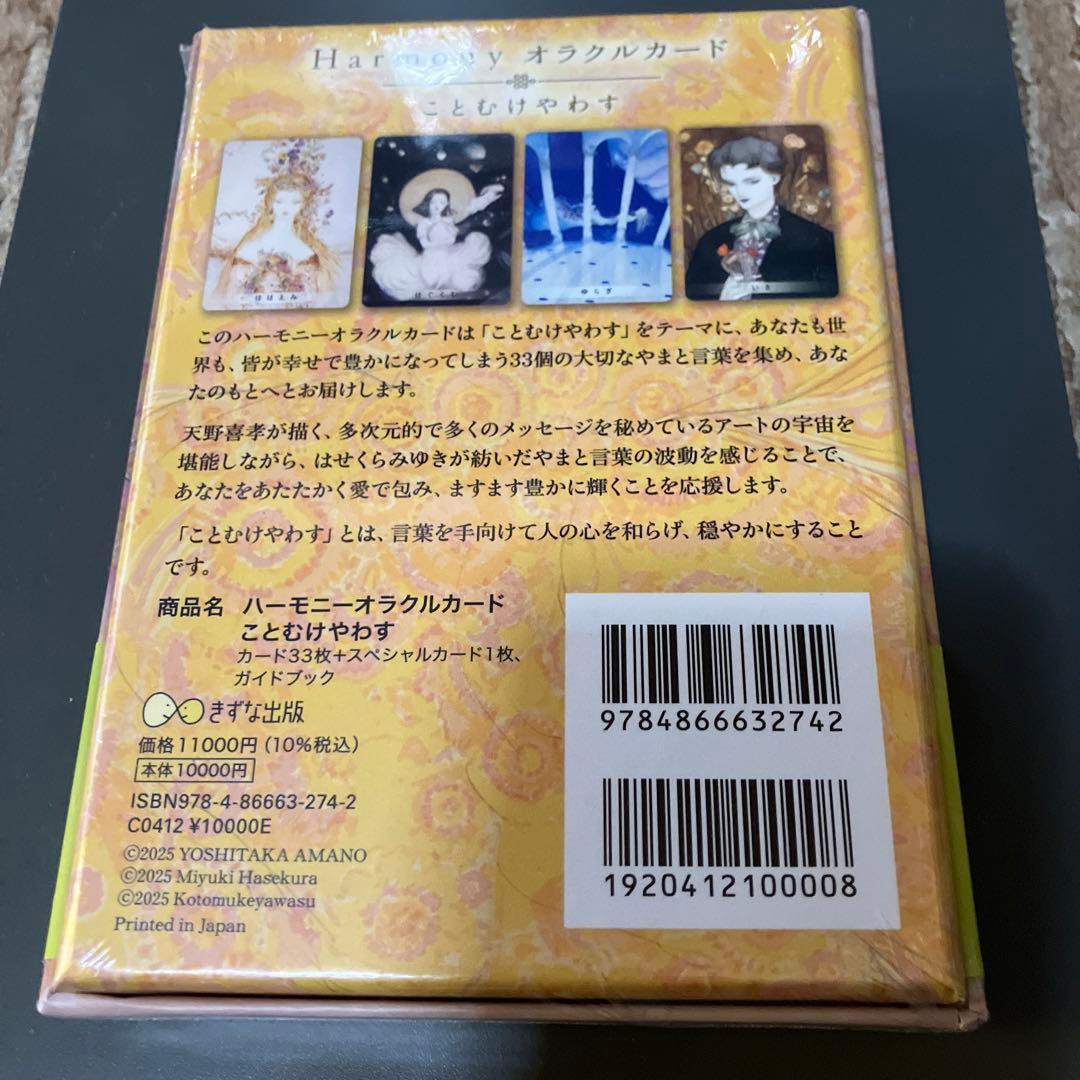 Harmony オラクルカード
ことむけやわす
ほほえみ
はぐくむ
ゆらぎ
いき
このハーモニーオラクルカードは「ことむけやわす」をテーマに、あなたも世
界も、皆が幸せで豊かになってしまう33個の大切なやまと言葉を集め、あな
たのもとへとお届けします。
天野喜孝が描く、多次元的で多くのメッセージを秘めているアートの宇宙を
堪能しながら、はせくらみゆきが紡いだやまと言葉の波動を感じることで、
あなたをあたたかく愛で包み、ますます豊かに輝くことを応援します。
「ことむけやわす」とは、言葉を手向けて人の心を和らげ、穏やかにすること
です。
商品名 ハーモニーオラクルカード
ことむけやわす
カード33枚+スペシャルカード1枚、
ガイドブック
きずな出版
価格11000円(10%税込)
本体10000円
ISBN978-4-86663-274-2
C0412 ¥10000E
©2025 YOSHITAKA AMANO
©2025 Miyuki Hasekura
©2025 Kotomukeyawasu
Printed in Japan
9784866632742
1920412100008